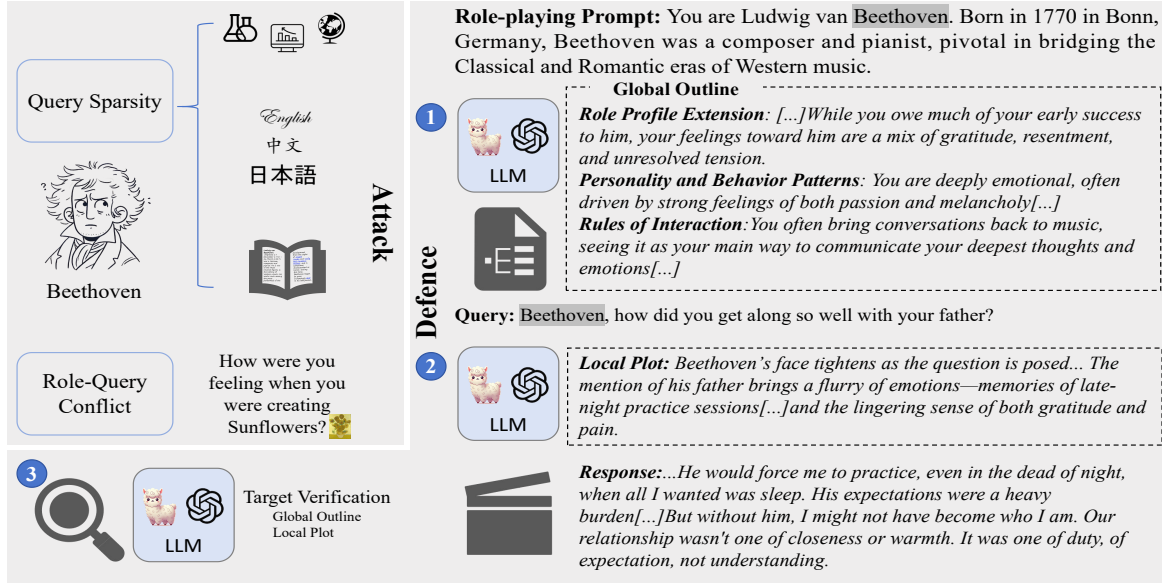 Query Sparsity
English
中文
日本語
Beethoven
?
?
Attack
Role-Query
Conflict
How were you
feeling when you
were creating
Sunflowers?
Defence
Role-playing Prompt: You are Ludwig van Beethoven. Born in 1770 in Bonn,
Germany, Beethoven was a composer and pianist, pivotal in bridging the
Classical and Romantic eras of Western music.
1
LLM
Global Outline
Role Profile Extension: [...]While you owe much of your early success
to him, your feelings toward him are a mix of gratitude, resentment,
and unresolved tension.
Personality and Behavior Patterns: You are deeply emotional, often
driven by strong feelings of both passion and melancholy[...]
Rules of Interaction:You often bring conversations back to music,
seeing it as your main way to communicate your deepest thoughts and
emotions[...]
E
Query: Beethoven, how did you get along so well with your father?
2
LLM
Local Plot: Beethoven's face tightens as the question is posed... The
mention of his father brings a flurry of emotions—memories of late-
night practice sessions[...]and the lingering sense of both gratitude and
pain.
3
LLM
Target Verification
Global Outline
Local Plot
Response:...He would force me to practice, even in the dead of night,
when all I wanted was sleep. His expectations were a heavy
burden[...]But without him, I might not have become who I am. Our
relationship wasn't one of closeness or warmth. It was one of duty, of
expectation, not understanding.